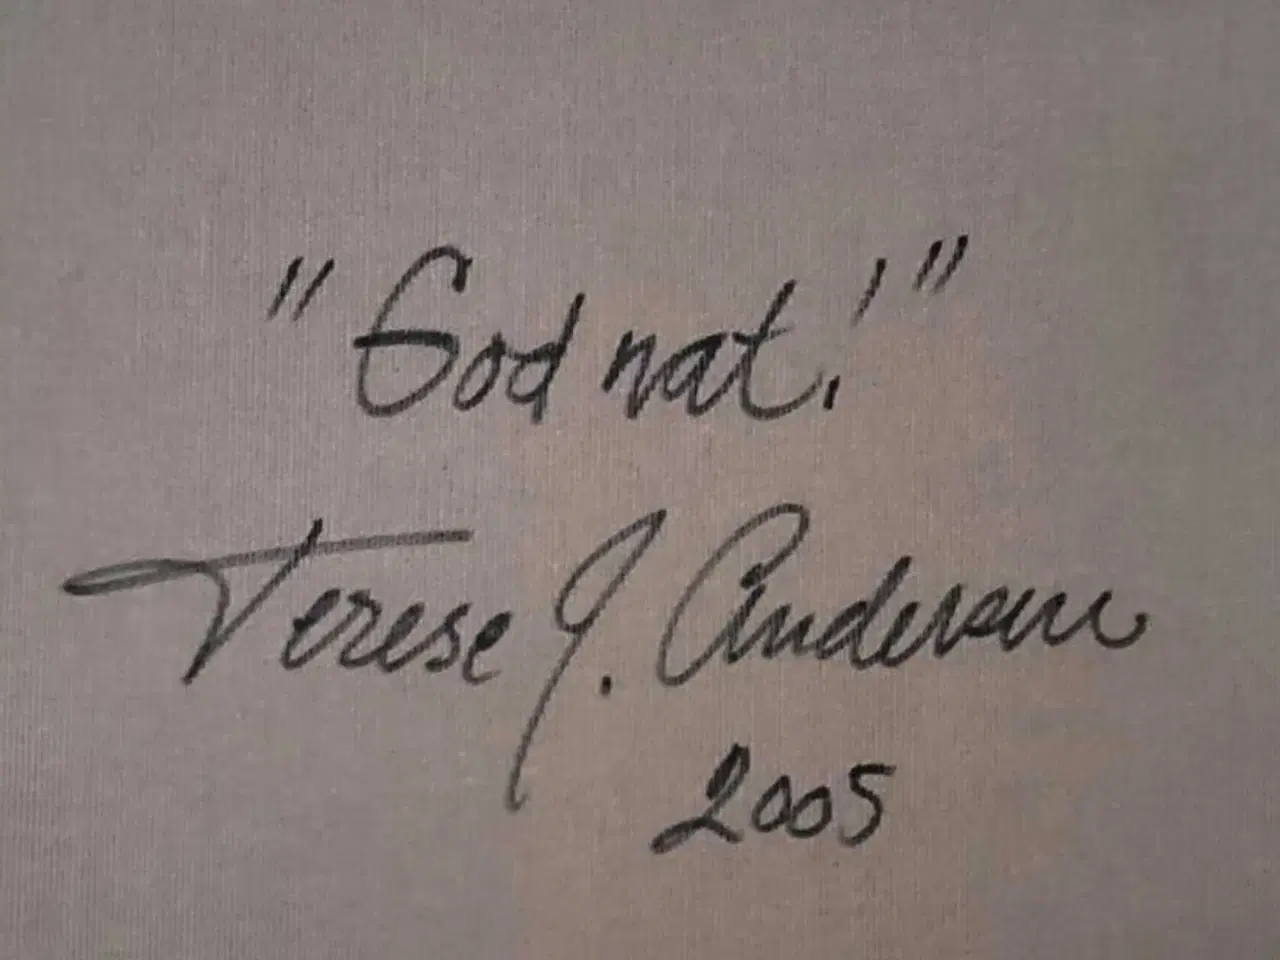 "God nat!"
Terese J. Andersen
2005